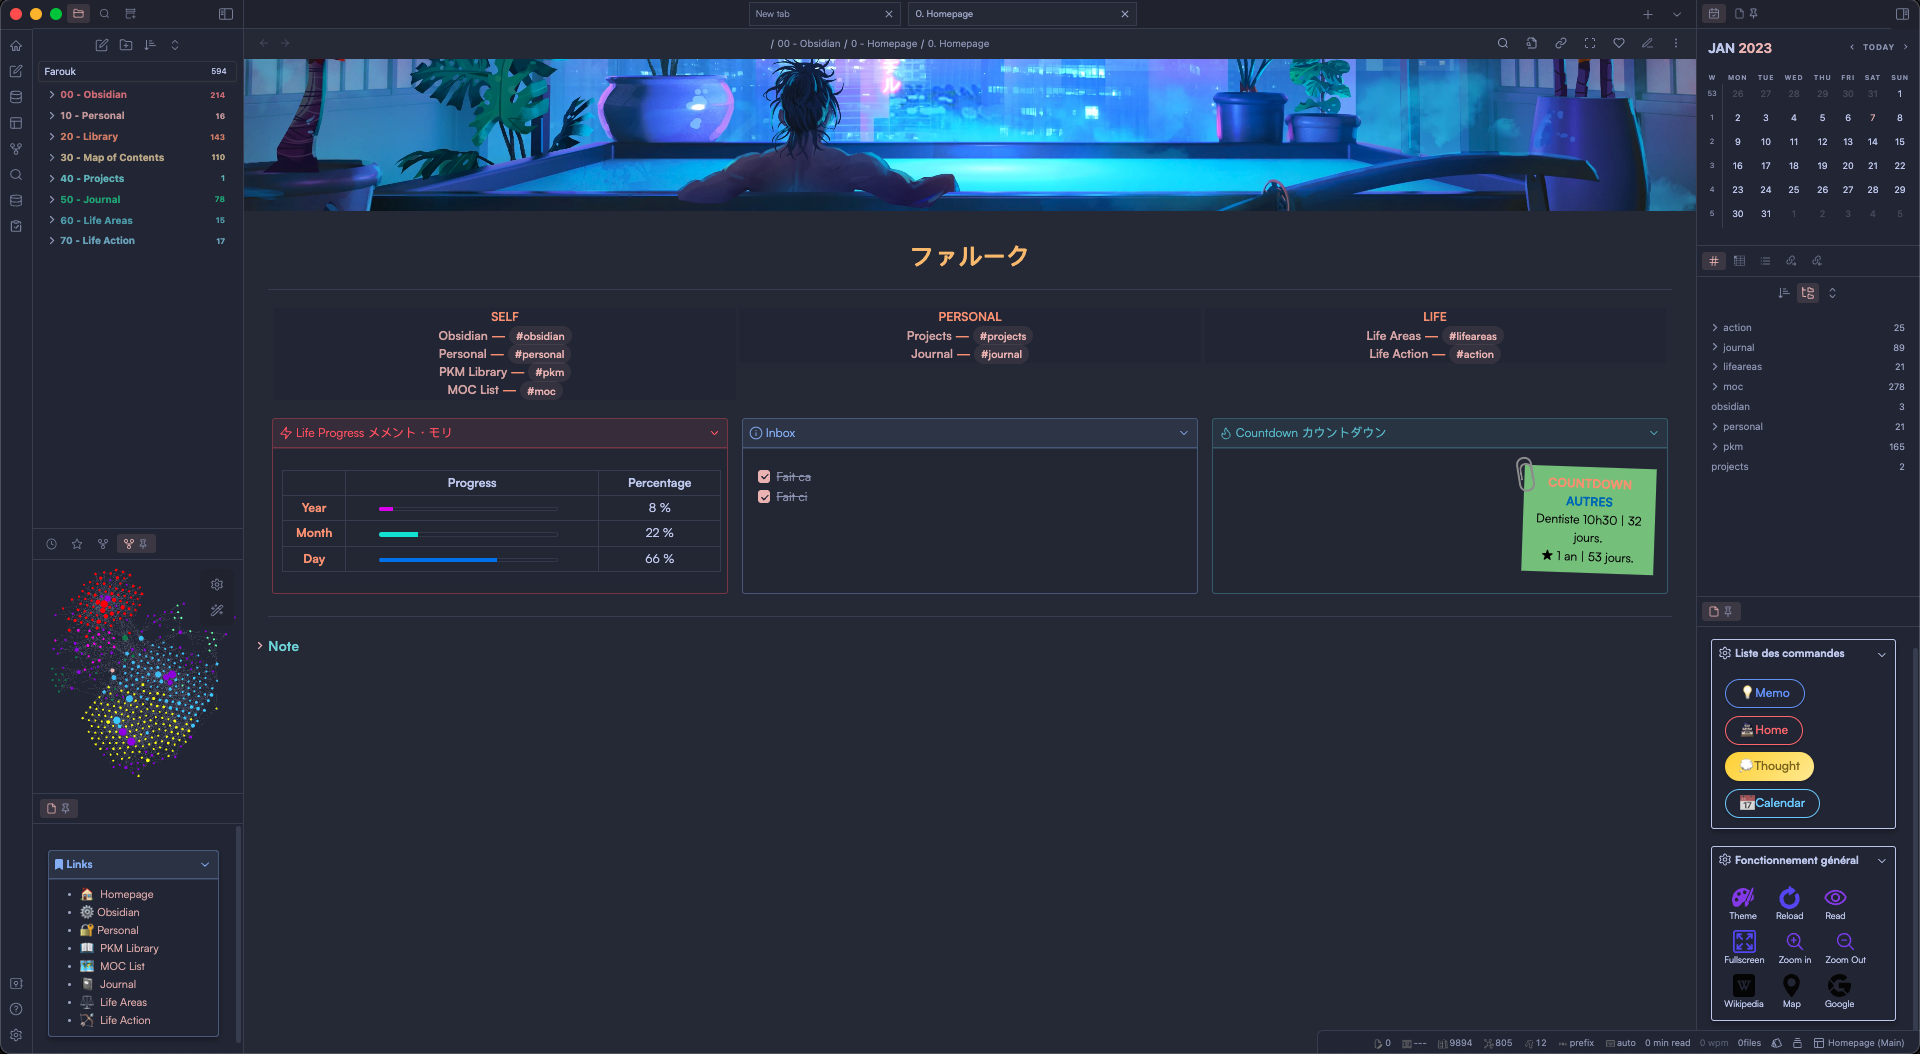 New tab
0. Homepage
/ 00 - Obsidian / 0 - Homepage / 0. Homepage
Farouk 594
00 - Obsidian 214
10 - Personal 16
20 - Library 143
30 - Map of Contents 110
40 - Projects 1
50 - Journal 78
60 - Life Areas 15
70 - Life Action 17
Links
Homepage
Obsidian
Personal
PKM Library
MOC List
Journal
Life Areas
Life Action
ファルーク
SELF
Obsidian — #obsidian
Personal — #personal
PKM Library — #pkm
MOC List — #moc
PERSONAL
Projects — #projects
Journal — #journal
LIFE
Life Areas — #lifeareas
Life Action — #action
Life Progress メメント・モリ
Progress Percentage
Year 8 %
Month 22 %
Day 66 %
Inbox
Fait ca
Fait ci
Countdown カウントダウン
COUNTDOWN
AUTRES
Dentiste 10h30 | 32
jours.
★ 1 an | 53 jours.
Note
JAN 2023 TODAY
W MON TUE WED THU FRI SAT SUN
53 26 27 28 29 30 31 1
1 2 3 4 5 6 7 8
2 9 10 11 12 13 14 15
3 16 17 18 19 20 21 22
4 23 24 25 26 27 28 29
5 30 31 1 2 3 4 5
action 25
journal 89
lifeareas 21
moc 278
obsidian 3
personal 21
pkm 165
projects 2
Liste des commandes
Memo
Home
Thought
Calendar
Fonctionnement général
Theme Reload Read
Fullscreen Zoom in Zoom Out
Wikipedia Map Google
0 --- 9894 805 12 prefix auto 0 min read 0 wpm 0files Homepage (Main)